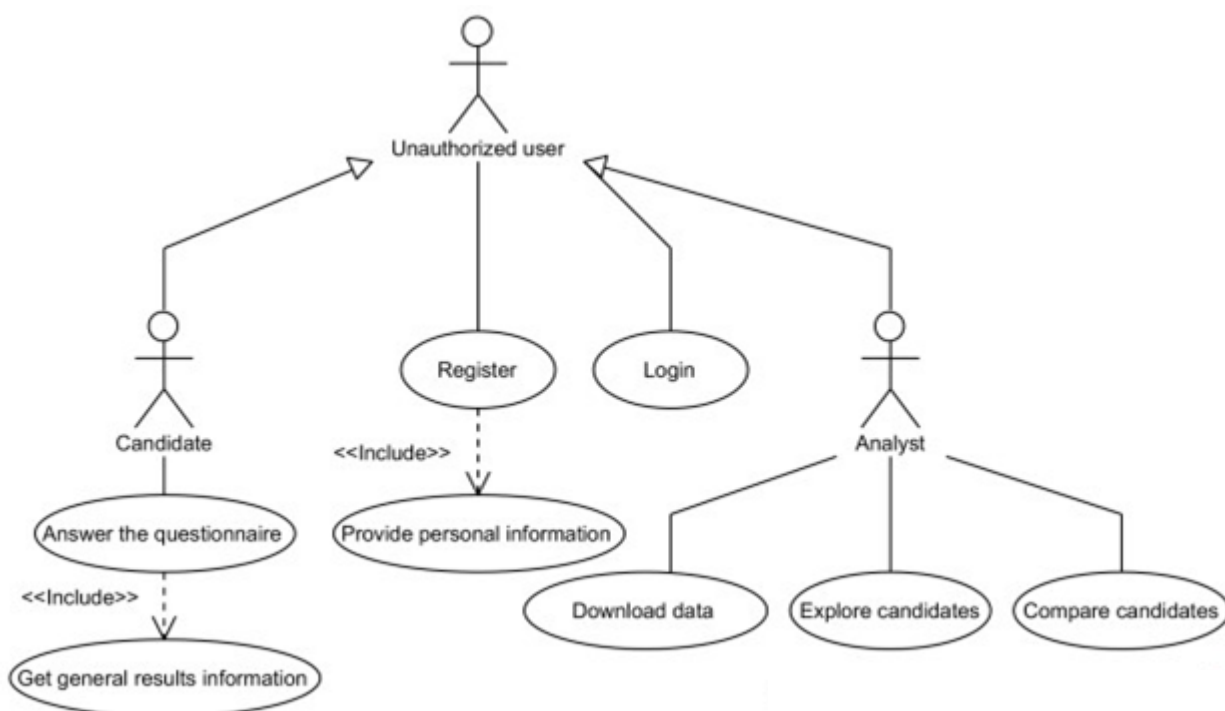 Unauthorized user
Register
Login
Candidate
<<Include>>
Analyst
Answer the questionnaire
Provide personal information
<<Include>>
Download data
Explore candidates
Compare candidates
Get general results information